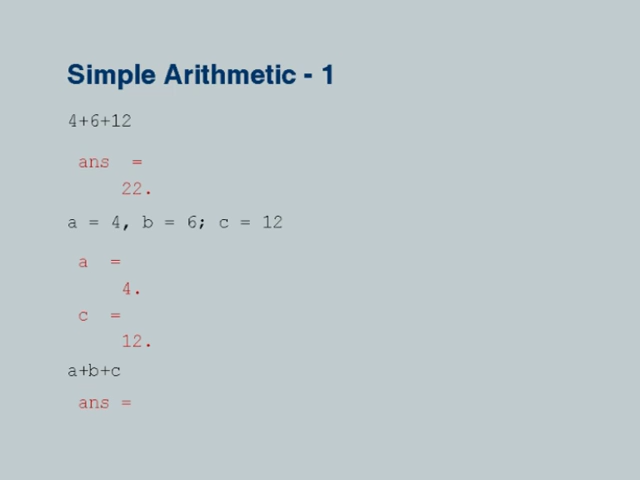 Simple Arithmetic - 1
4+6+12
ans =
22.
a = 4, b = 6; c = 12
a =
4.
c =
12.
a+b+c
ans =